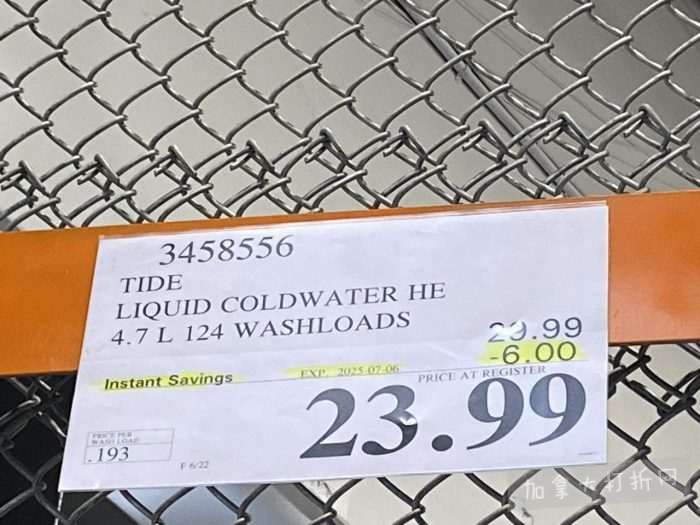 3458556
TIDE
LIQUID COLDWATER HE
4.7 L 124 WASHLOADS
29.99
-6.00
Instant Savings
EXP. 2025-07-06
PRICE AT REGISTER
23.99
PRICE PER
WASH LOAD
.193
F 6/22
加拿大打折网